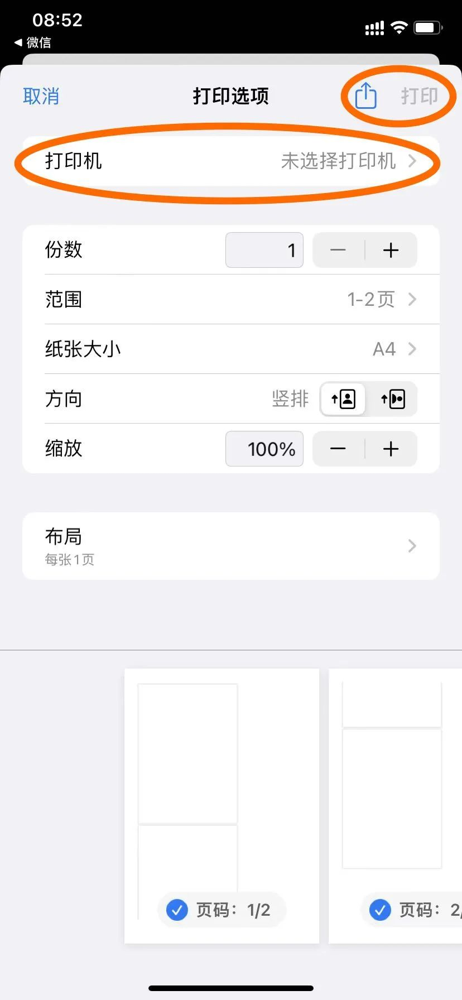 08:52
◀ 微信
取消 打印选项 打印
打印机 未选择打印机
份数 1
范围 1-2页
纸张大小 A4
方向 竖排
缩放 100%
布局
每张1页
页码：1/2 页码：2/